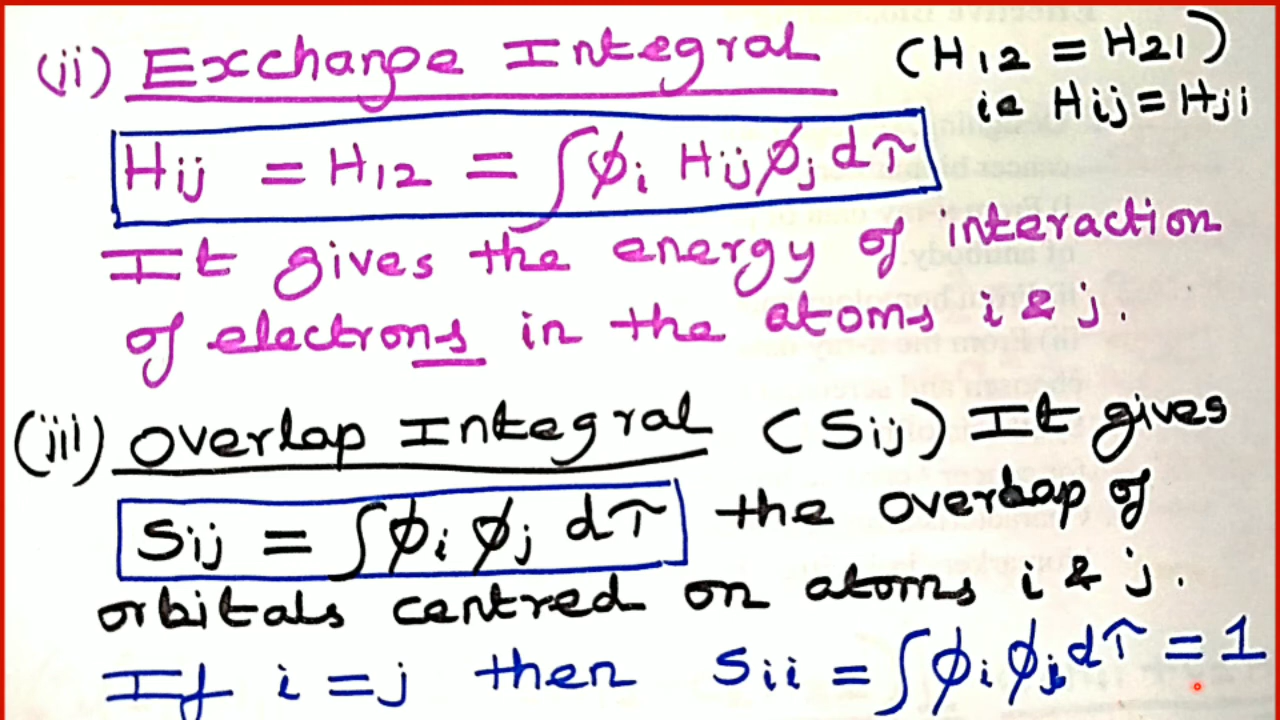 (ii) Exchange Integral (H12 = H21)
ie Hij = Hji
Hij = H12 = ∫ϕi Hij ϕj dτ
It gives the energy of interaction
of electrons in the atoms i & j.
(iii) Overlap Integral (Sij) It gives
Sij = ∫ϕi ϕj dτ the overlap of
orbitals centred on atoms i & j.
If i = j then Sii = ∫ϕi ϕi dτ = 1